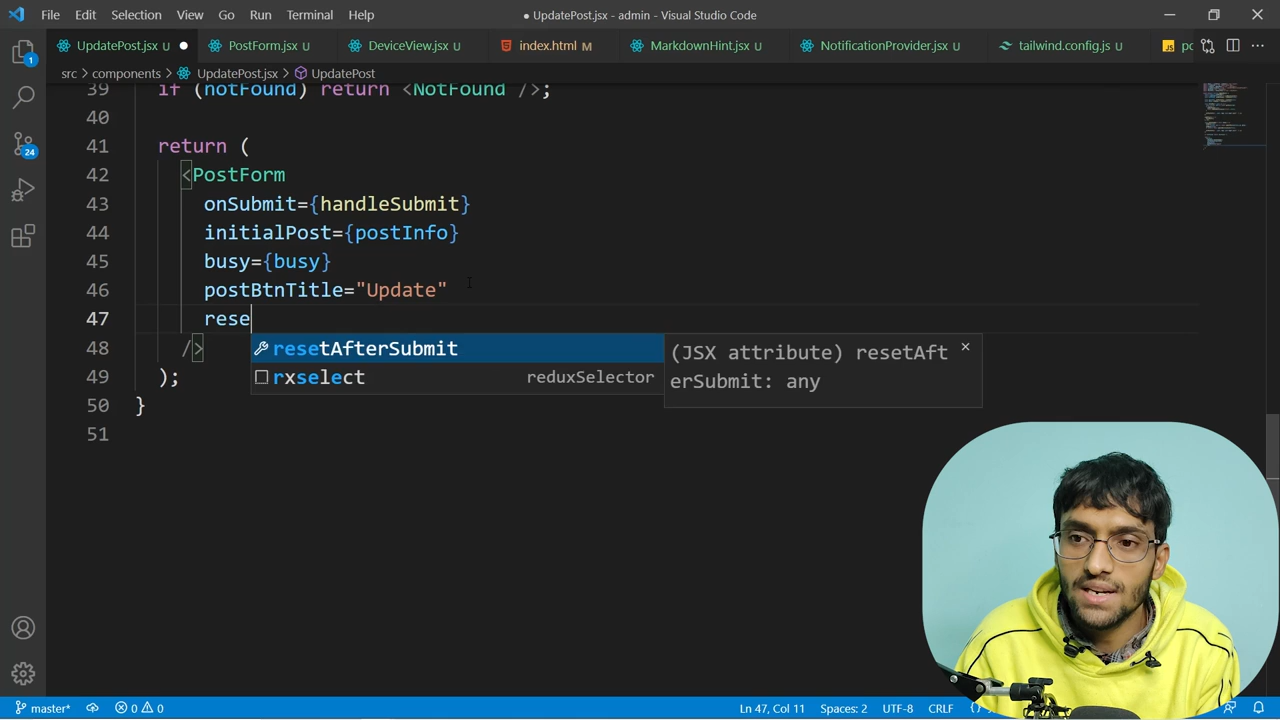 File Edit Selection View Go Run Terminal Help
● UpdatePost.jsx - admin - Visual Studio Code
UpdatePost.jsx U
PostForm.jsx U
DeviceView.jsx U
index.html M
MarkdownHint.jsx U
NotificationProvider.jsx U
tailwind.config.js U
JS po
src > components > UpdatePost.jsx > UpdatePost
39 if (notFound) return <NotFound />;
40
41 return (
42 <PostForm
43 onSubmit={handleSubmit}
44 initialPost={postInfo}
45 busy={busy}
46 postBtnTitle="Update"
47 rese
48 />
49 );
50 }
51
resetAfterSubmit
rxselect reduxSelector
(JSX attribute) resetAft
erSubmit: any
1
24
master* 0 0 Ln 47, Col 11 Spaces: 2 UTF-8 CRLF {